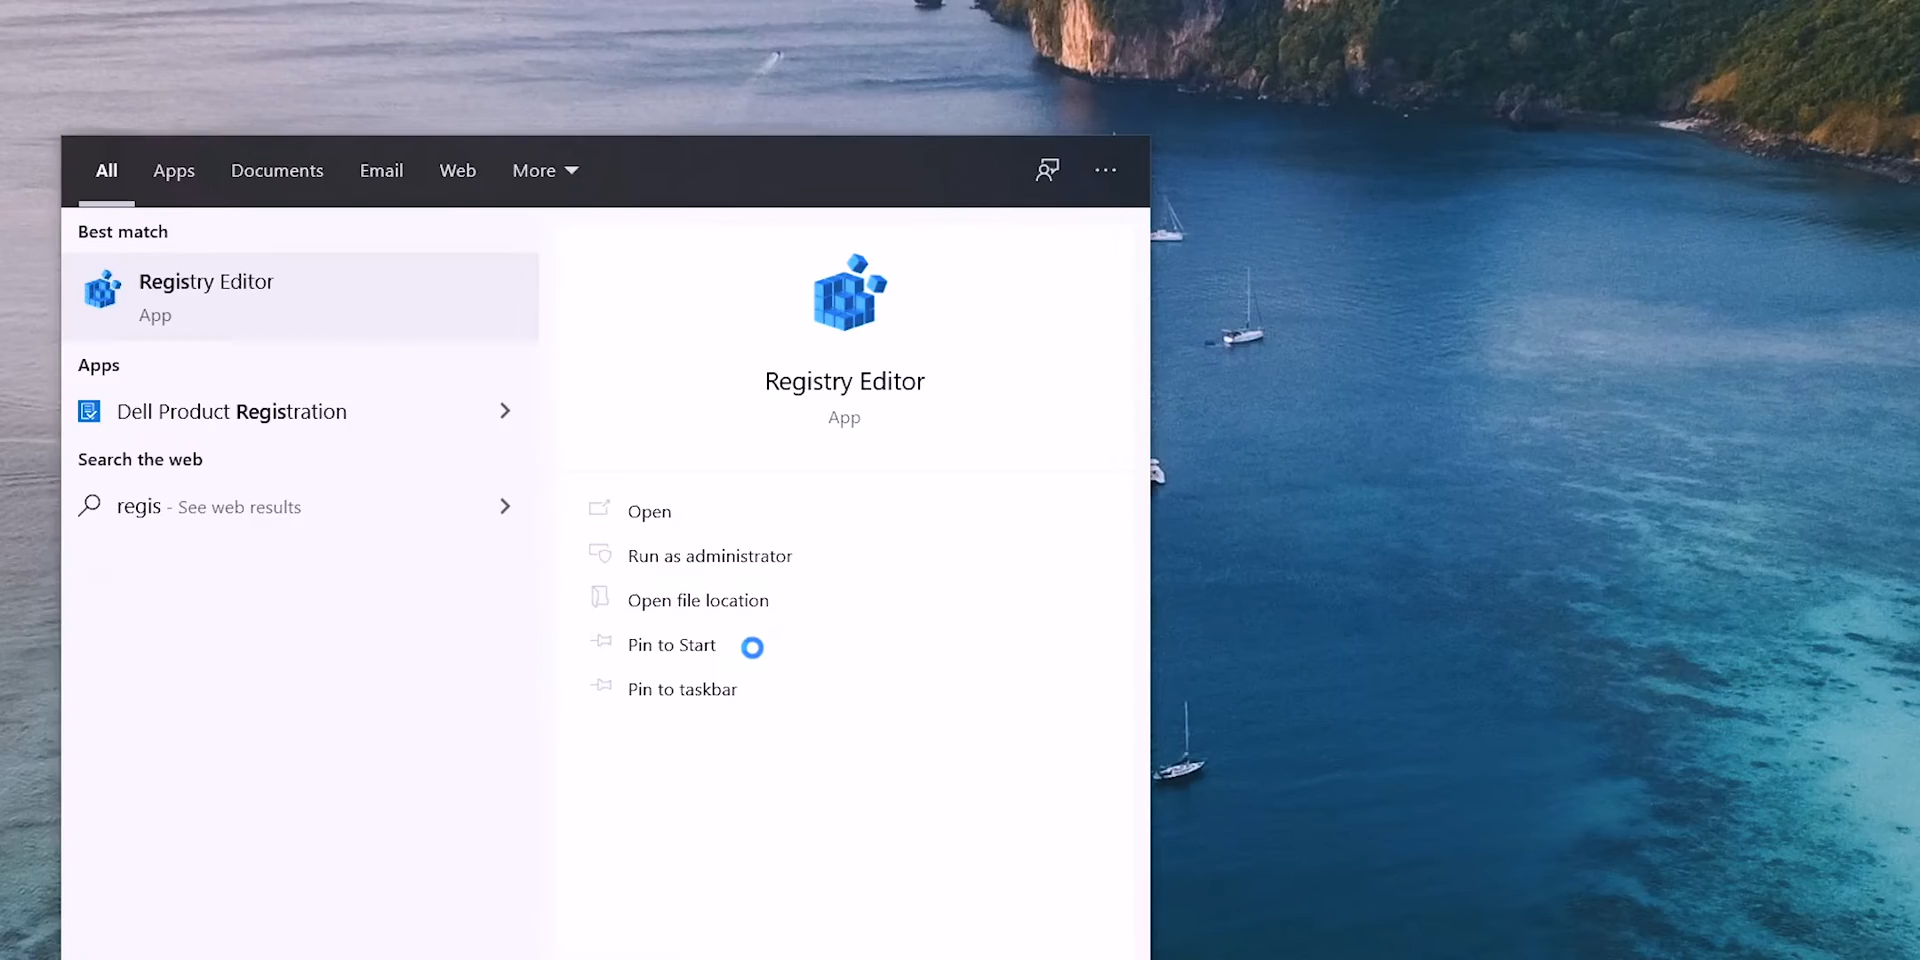 All Apps Documents Email Web More
Best match
Registry Editor
App
Apps
Dell Product Registration
Search the web
regis - See web results
Registry Editor
App
Open
Run as administrator
Open file location
Pin to Start
Pin to taskbar